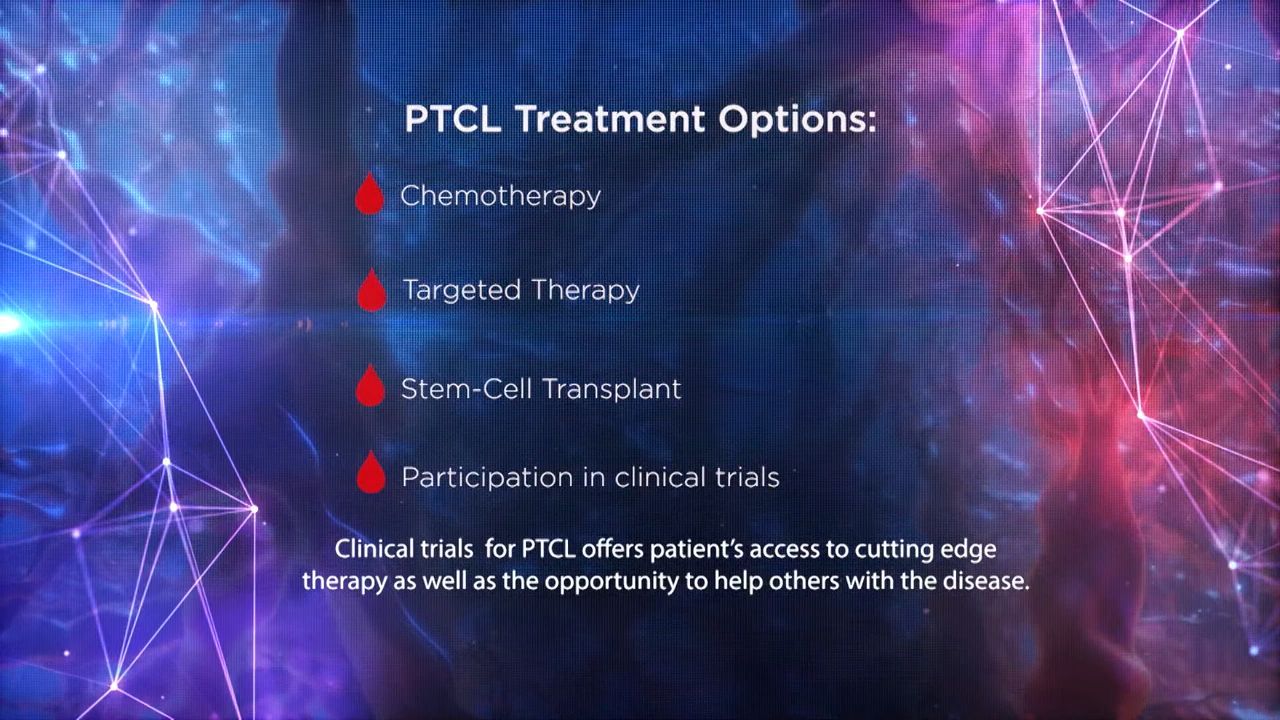 PTCL Treatment Options:
Chemotherapy
Targeted Therapy
Stem-Cell Transplant
Participation in clinical trials
Clinical trials  for PTCL offers patient’s access to cutting edge
therapy as well as the opportunity to help others with the disease.